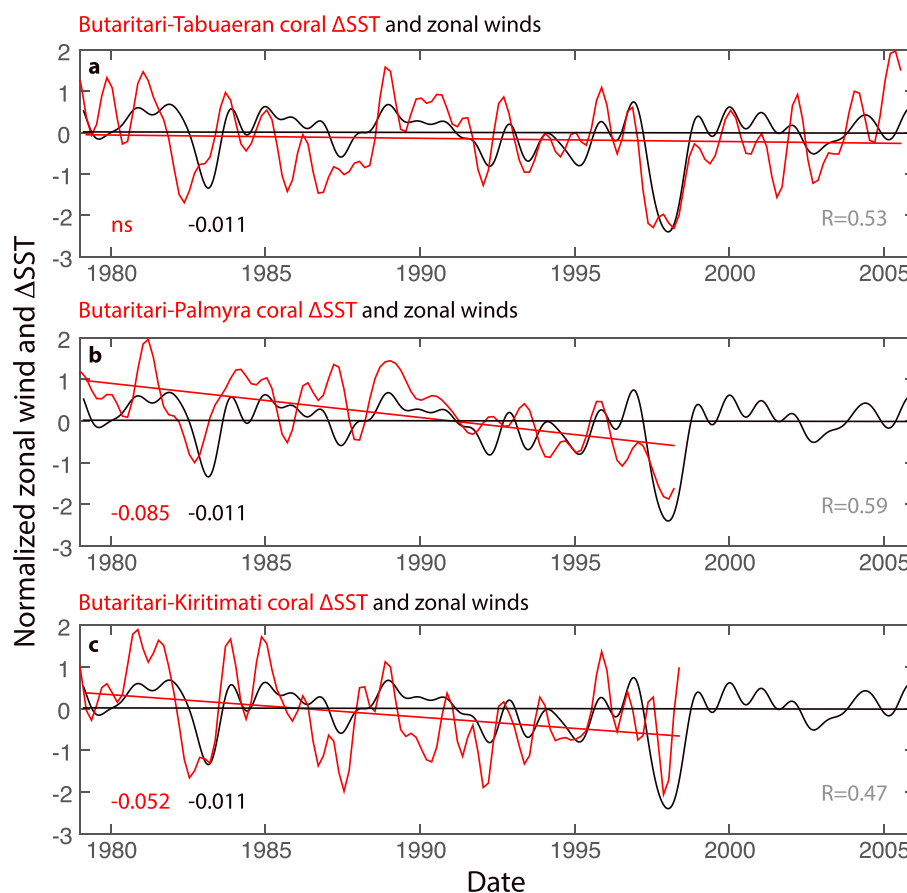 Butaritari-Tabuaeran coral ΔSST and zonal winds
a
2
1
0
-1
-2
-3
ns -0.011 R=0.53
1980 1985 1990 1995 2000 2005
Butaritari-Palmyra coral ΔSST and zonal winds
b
2
1
0
-1
-2
-3
-0.085 -0.011 R=0.59
1980 1985 1990 1995 2000 2005
Butaritari-Kiritimati coral ΔSST and zonal winds
c
2
1
0
-1
-2
-3
-0.052 -0.011 R=0.47
1980 1985 1990 1995 2000 2005
Date
Normalized zonal wind and ΔSST